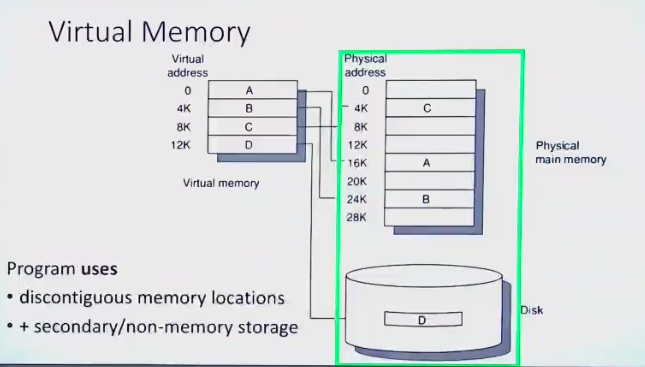 Virtual Memory
Virtual
address
0 A
4K B
8K C
12K D
Virtual memory
Physical
address
0
4K C
8K
12K
16K A
20K
24K B
28K
Physical
main memory
D
Disk
Program uses
• discontiguous memory locations
• + secondary/non-memory storage